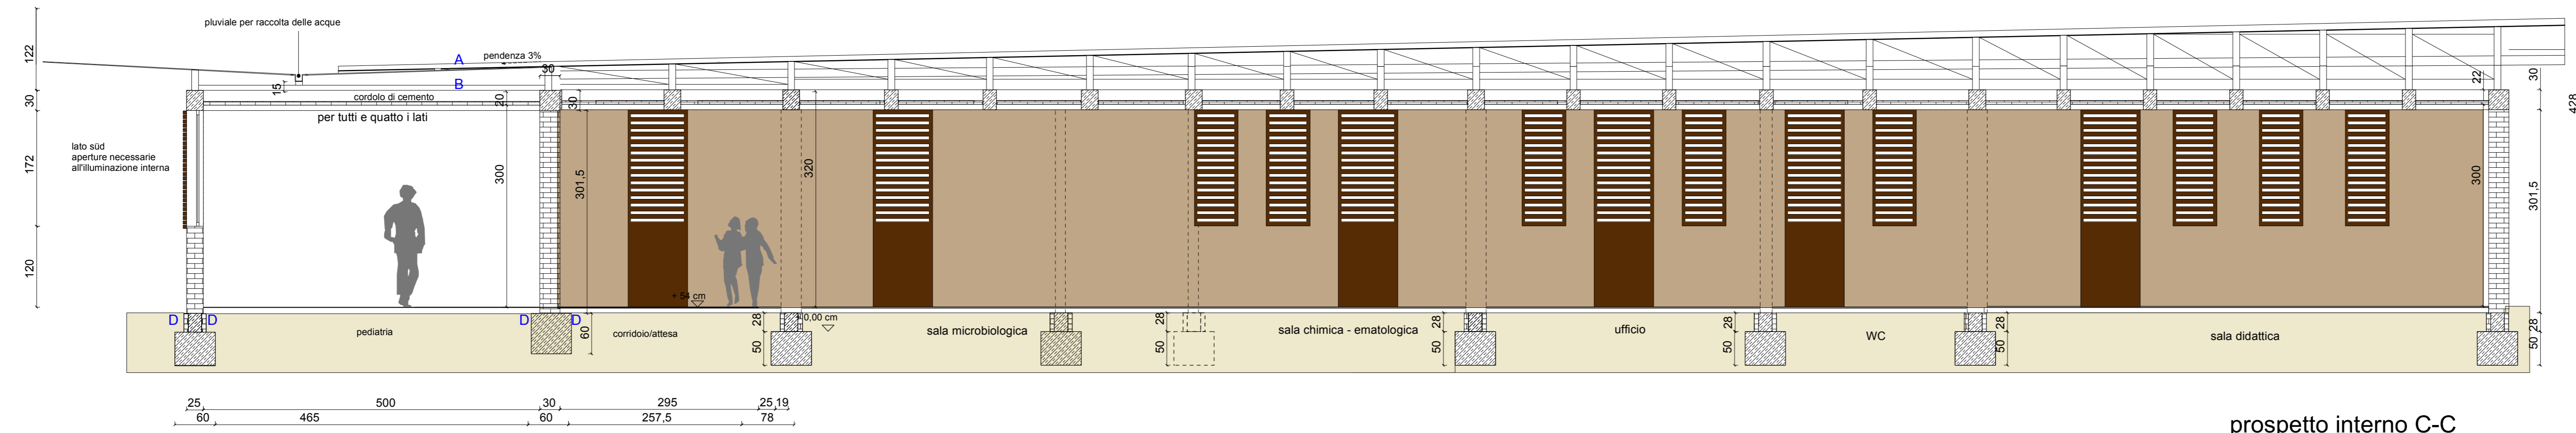 pluviale per raccolta delle acque
122
A
pendenza 3%
30
B
15
cordolo di cemento
20
30
30
22
30
428
per tutti e quatto i lati
lato süd
aperture necessarie
all'illuminazione interna
172
300
301,5
320
300
301,5
120
+ 54 cm
0,00 cm
D
D
D
D
pediatria
60
corridoio/attesa
28
50
sala microbiologica
28
50
sala chimica - ematologica
28
50
ufficio
28
50
WC
28
50
sala didattica
28
50
25
500
30
295
25
19
60
465
60
257,5
78
prospetto interno C-C